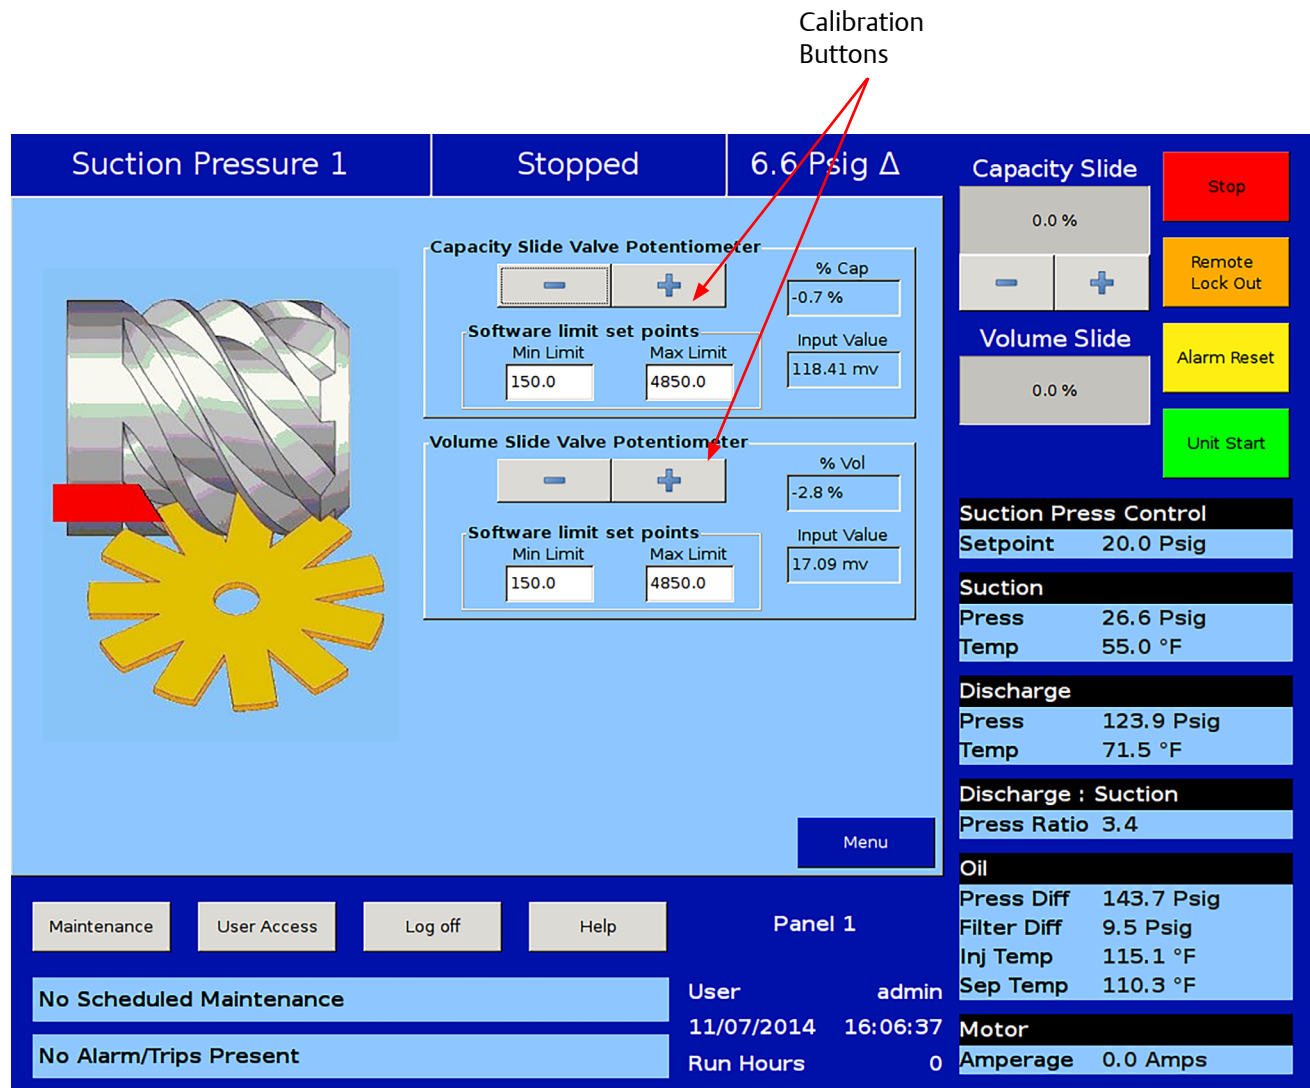 Calibration
Buttons
Suction Pressure 1
Stopped
6.6 Psig Δ
Capacity Slide Valve Potentiometer
% Cap
-0.7 %
Software limit set points
Min Limit
Max Limit
150.0
4850.0
Input Value
118.41 mv
Volume Slide Valve Potentiometer
% Vol
-2.8 %
Software limit set points
Min Limit
Max Limit
150.0
4850.0
Input Value
17.09 mv
Menu
Capacity Slide
0.0 %
Volume Slide
0.0 %
Stop
Remote
Lock Out
Alarm Reset
Unit Start
Suction Press Control
Setpoint 20.0 Psig
Suction
Press 26.6 Psig
Temp 55.0 °F
Discharge
Press 123.9 Psig
Temp 71.5 °F
Discharge : Suction
Press Ratio 3.4
Oil
Press Diff 143.7 Psig
Filter Diff 9.5 Psig
Inj Temp 115.1 °F
Sep Temp 110.3 °F
Motor
Amperage 0.0 Amps
Maintenance
User Access
Log off
Help
Panel 1
No Scheduled Maintenance
No Alarm/Trips Present
User admin
11/07/2014 16:06:37
Run Hours 0